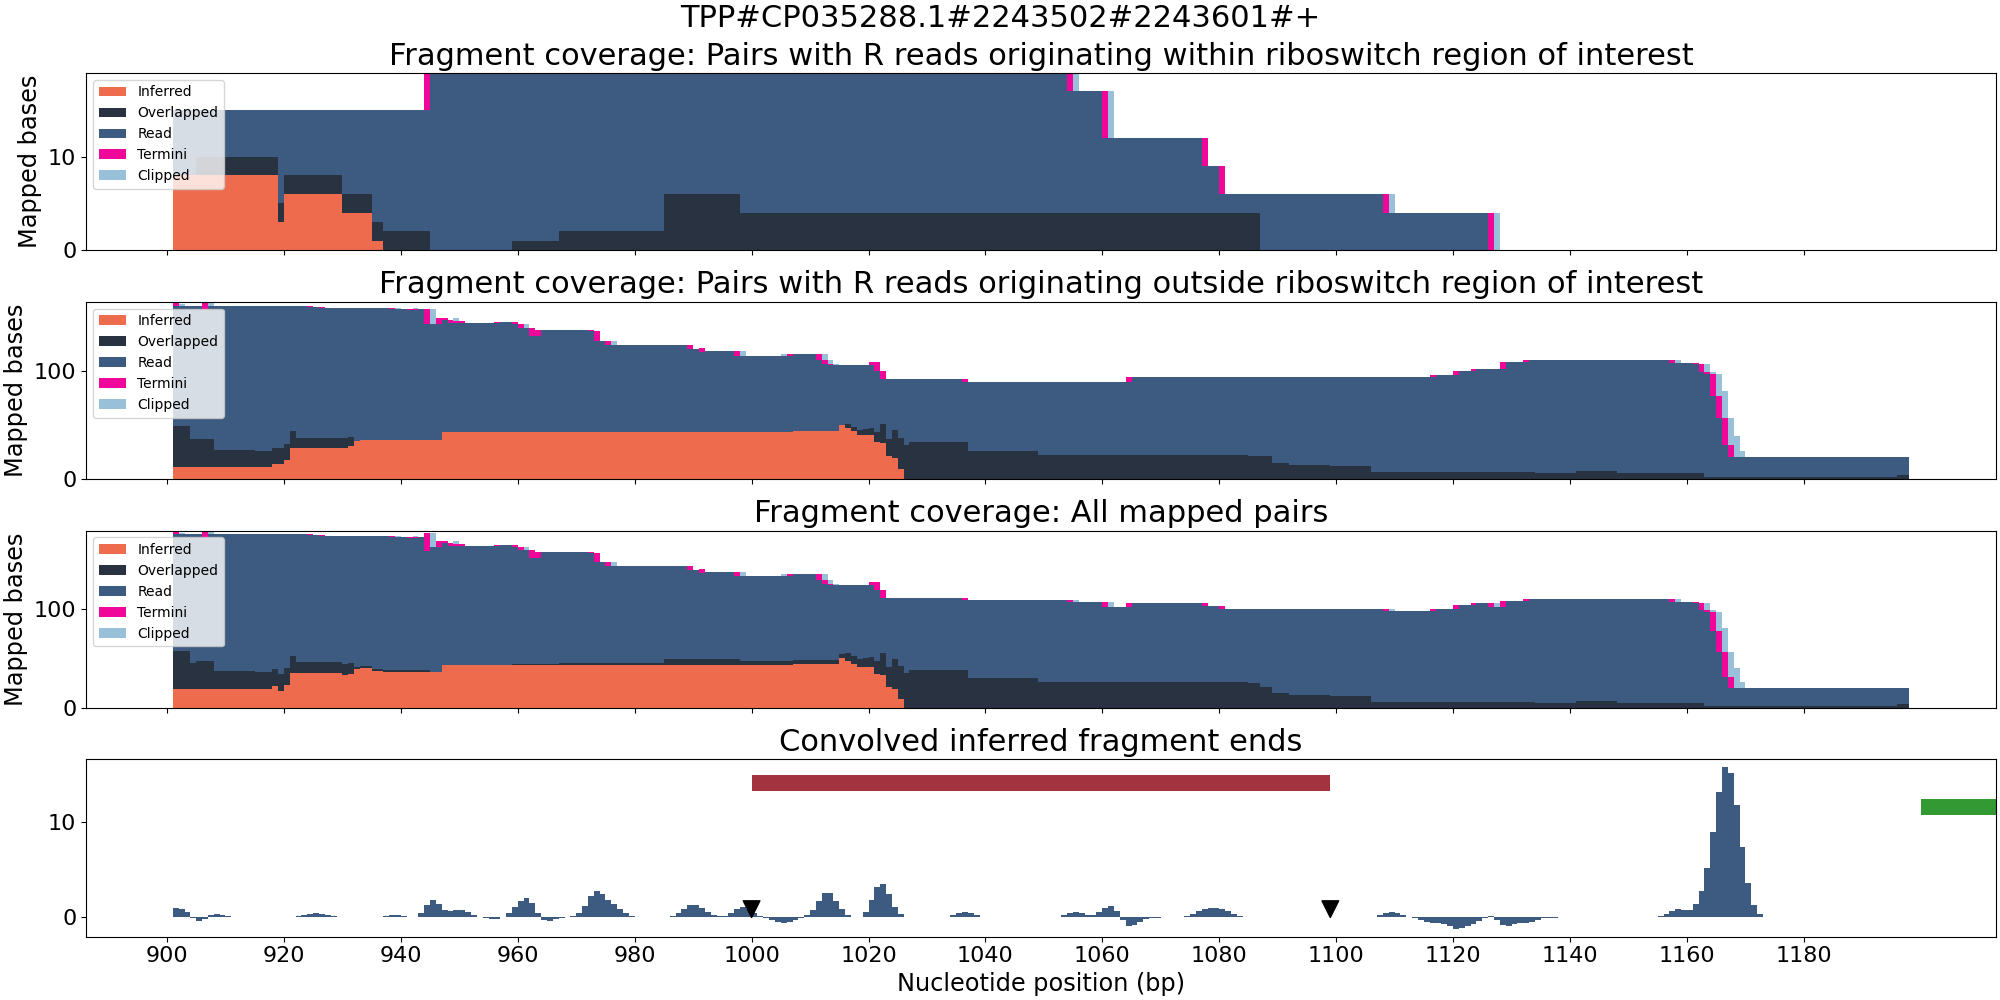 TPP#CP035288.1#2243502#2243601#+
Fragment coverage: Pairs with R reads originating within riboswitch region of interest
Mapped bases
10
0
Inferred
Overlapped
Read
Termini
Clipped
Fragment coverage: Pairs with R reads originating outside riboswitch region of interest
Mapped bases
100
0
Inferred
Overlapped
Read
Termini
Clipped
Fragment coverage: All mapped pairs
Mapped bases
100
0
Inferred
Overlapped
Read
Termini
Clipped
Convolved inferred fragment ends
10
0
900 920 940 960 980 1000 1020 1040 1060 1080 1100 1120 1140 1160 1180
Nucleotide position (bp)